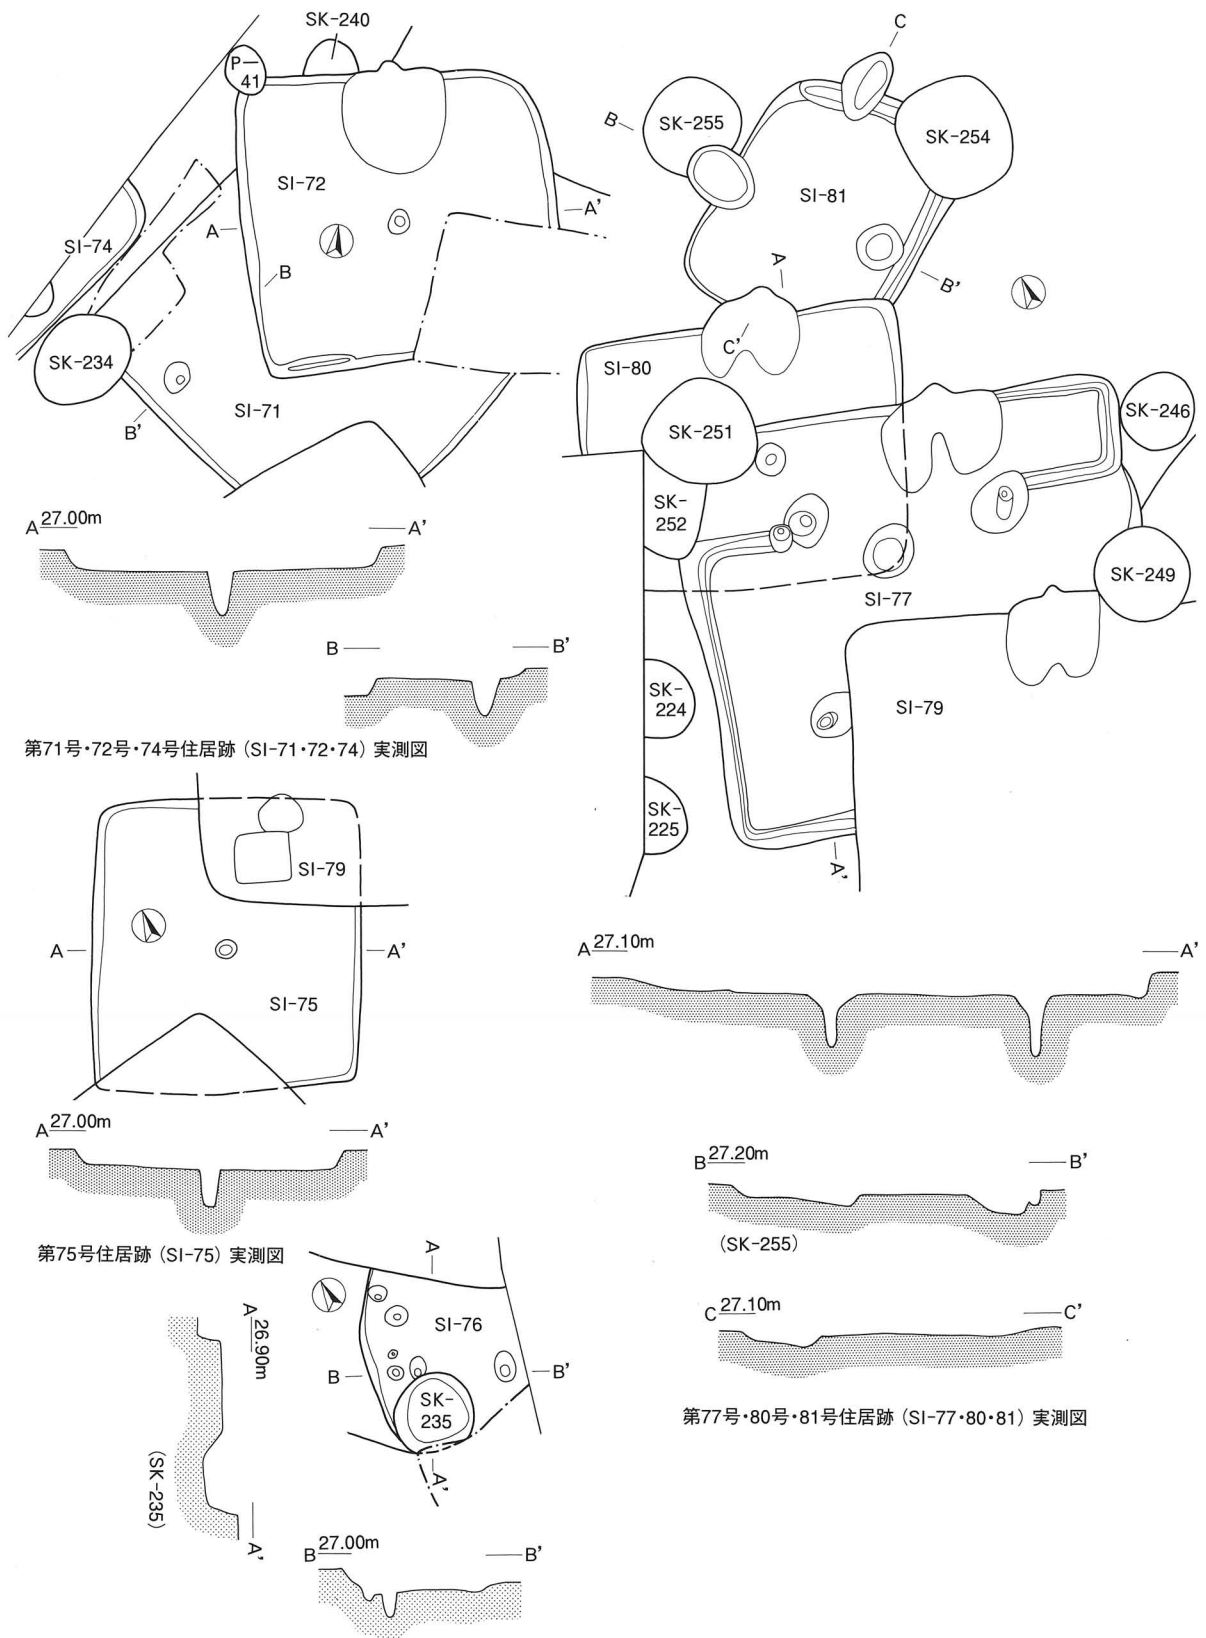 SK-240
P-
41
SI-72
A
A'
SI-74
B
SK-234
SI-71
B'
A 27.00m
A'
B
B'
第71号・72号・74号住居跡（SI-71・72・74）実測図
C
SK-255
B
SK-254
SI-81
A
B'
C'
SI-80
SK-246
SK-251
SK-
252
SK-249
SI-77
SK-
224
SI-79
SK-
225
A'
SI-79
A
A'
SI-75
A 27.00m
A'
第75号住居跡（SI-75）実測図
A 27.10m
A'
B 27.20m
B'
(SK-255)
C 27.10m
C'
第77号・80号・81号住居跡（SI-77・80・81）実測図
A
SI-76
B
B'
SK-
235
A'
A 26.90m
(SK-235)
A'
B 27.00m
B'